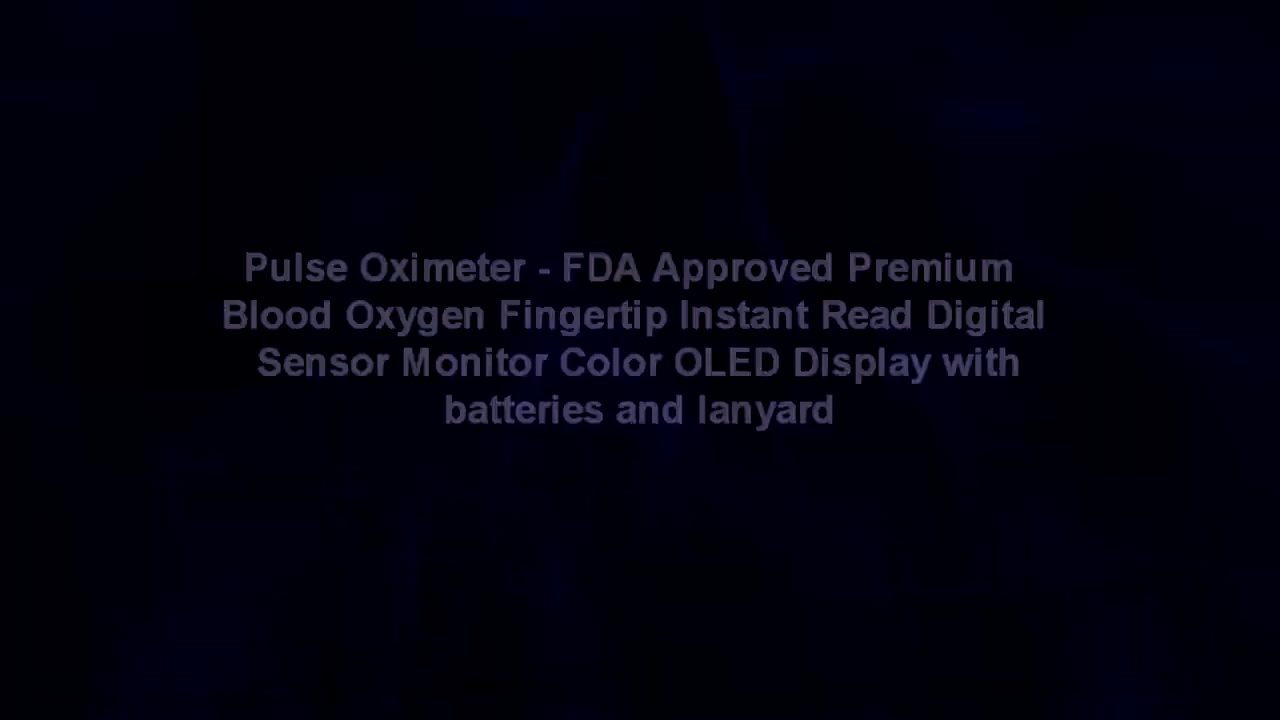 Pulse Oximeter - FDA Approved Premium
Blood Oxygen Fingertip Instant Read Digital
Sensor Monitor Color OLED Display with
batteries and lanyard